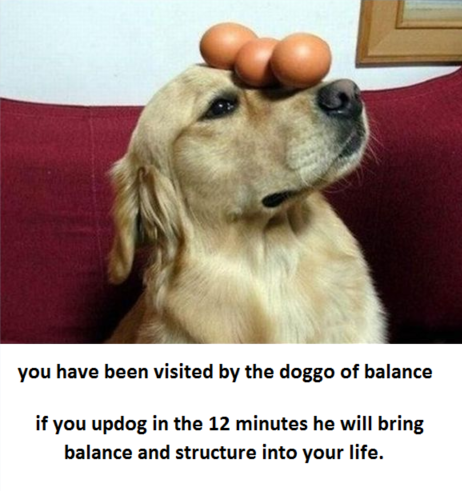 you have been visited by the doggo of balance
if you updog in the 12 minutes he will bring
balance and structure into your life.